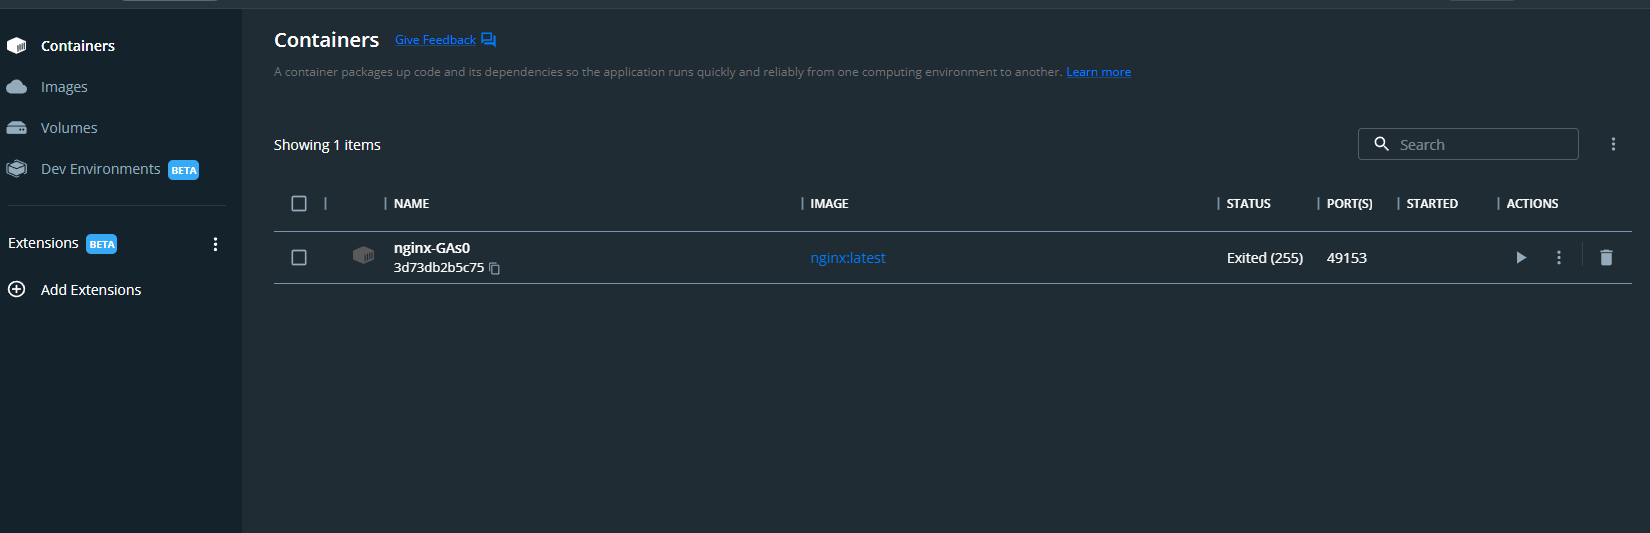 Containers
Images
Volumes
Dev Environments BETA
Extensions BETA
Add Extensions
Containers Give Feedback
A container packages up code and its dependencies so the application runs quickly and reliably from one computing environment to another. Learn more
Showing 1 items
Search
NAME IMAGE STATUS PORT(S) STARTED ACTIONS
nginx-GAs0
3d73db2b5c75
nginx:latest Exited (255) 49153